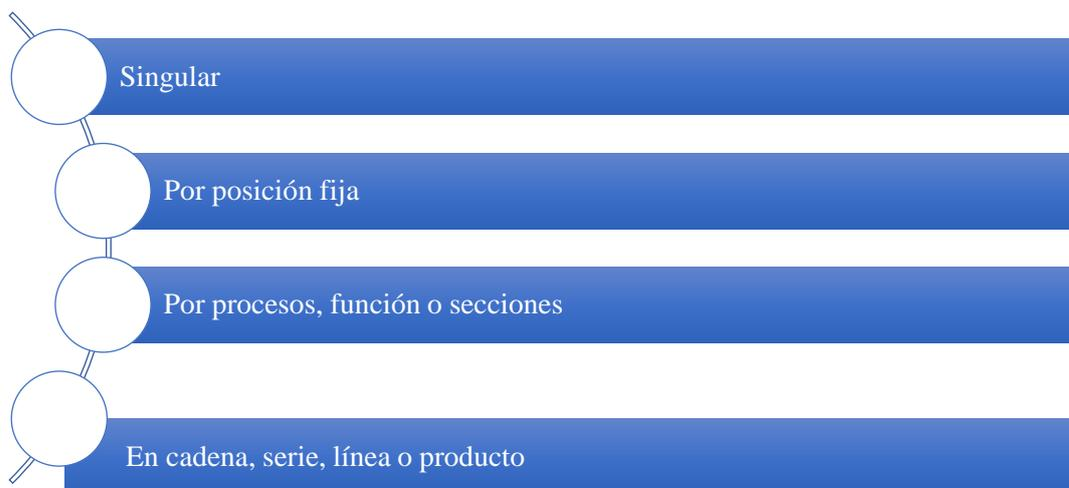 Singular
Por posición fija
Por procesos, función o secciones
En cadena, serie, línea o producto